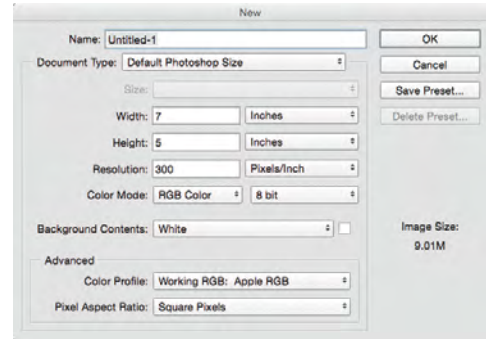 New
Name: Untitled-1 OK
Document Type: Default Photoshop Size Cancel
Size: Save Preset...
Width: 7 Inches Delete Preset...
Height: 5 Inches
Resolution: 300 Pixels/Inch
Color Mode: RGB Color 8 bit
Background Contents: White Image Size:
9.01M
Advanced
Color Profile: Working RGB: Apple RGB
Pixel Aspect Ratio: Square Pixels